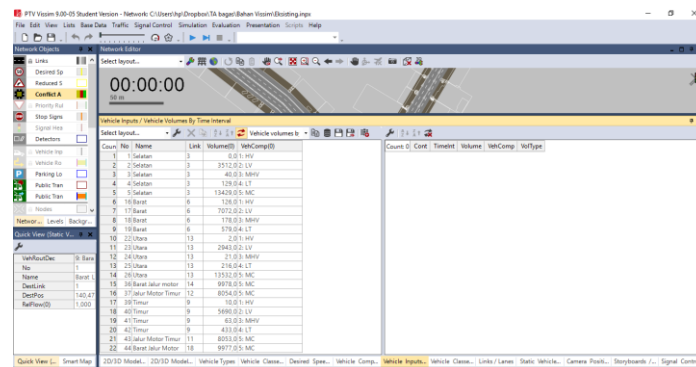 PTV Vissim 9.00-05 Student Version - Network: C:\Users\hp\Dropbox\TA bagas\Bahan Vissim\Eksisting.inpx
File Edit View Lists Base Data Traffic Signal Control Simulation Evaluation Presentation Scripts Help
Network Objects
Network Editor
Links
Select layout...
Desired Sp
Reduced S
Conflict A
00:00:00
Priority Rul
50 m
Stop Signs
Vehicle Inputs / Vehicle Volumes By Time Interval
Signal Hea
Select layout...
Vehicle volumes b
Detectors
Coun No Name Link Volume(0) VehComp(0)
Count: 0 Cont TimeInt Volume VehComp VolType
Vehicle Inp
1 1 Selatan 3 0,0 1: HV
Vehicle Ro
2 2 Selatan 3 3512,0 2: LV
Parking Lo
3 3 Selatan 3 40,0 3: MHV
Public Tran
4 4 Selatan 3 129,0 4: LT
Public Tran
5 5 Selatan 3 13429,0 5: MC
Nodes
6 16 Barat 6 126,0 1: HV
7 17 Barat 6 7072,0 2: LV
Networ... Levels Backgr...
8 18 Barat 6 178,0 3: MHV
Quick View (Static V...
9 19 Barat 6 579,0 4: LT
10 22 Utara 13 2,0 1: HV
11 23 Utara 13 2943,0 2: LV
VehRoutDes 9: Bara
12 24 Utara 13 21,0 3: MHV
No 1
13 25 Utara 13 216,0 4: LT
Name Barat L
14 26 Utara 13 13532,0 5: MC
DestLink 1
15 36 Barat Jalur motor 14 9978,0 5: MC
DestPos 140,47
16 37 Jalur Motor Timur 12 8054,0 5: MC
RelFlow(0) 1,000
17 39 Timur 9 10,0 1: HV
18 40 Timur 9 5690,0 2: LV
19 41 Timur 9 63,0 3: MHV
20 42 Timur 9 433,0 4: LT
21 43 Jalur Motor Timur 11 8053,0 5: MC
22 44 Barat Jalur Motor 18 9977,0 5: MC
Quick View (... Smart Map
2D/3D Model... 2D/3D Model... Vehicle Types Vehicle Classe... Desired Spee... Vehicle Comp... Vehicle Inputs... Vehicle Classe... Links / Lanes Static Vehicle... Camera Positi... Storyboards /... Signal Contr